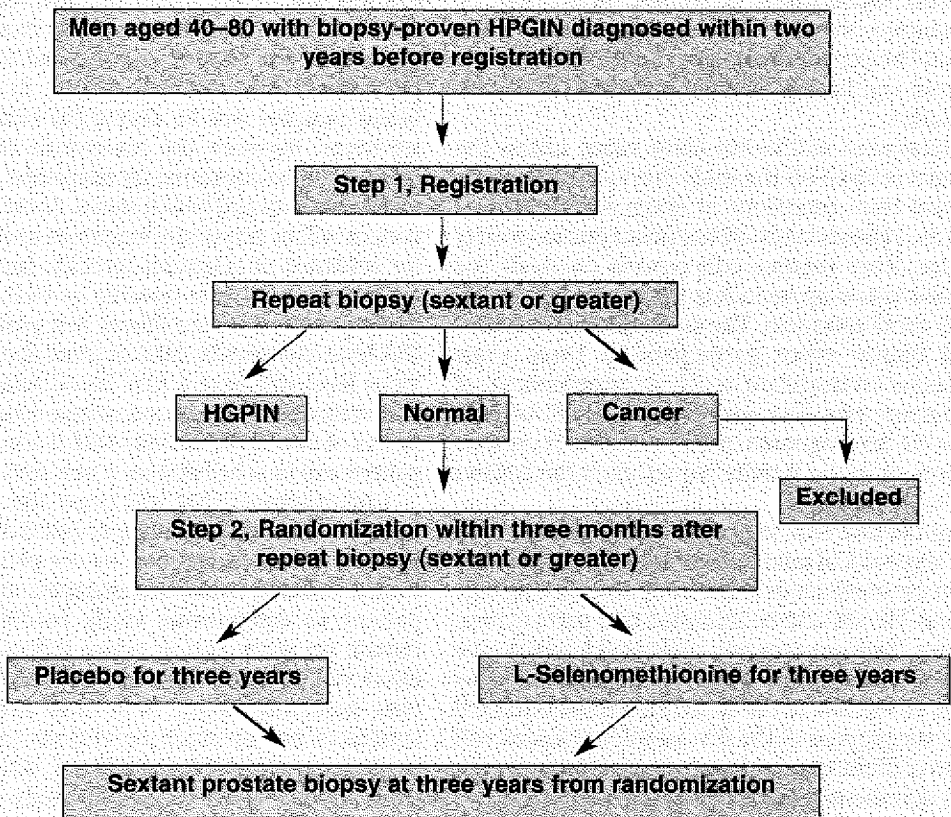 Men aged 40–80 with biopsy-proven HPGIN diagnosed within two
years before registration
Step 1, Registration
Repeat biopsy (sextant or greater)
HGPIN
Normal
Cancer
Excluded
Step 2, Randomization within three months after
repeat biopsy (sextant or greater)
Placebo for three years
L-Selenomethionine for three years
Sextant prostate biopsy at three years from randomization